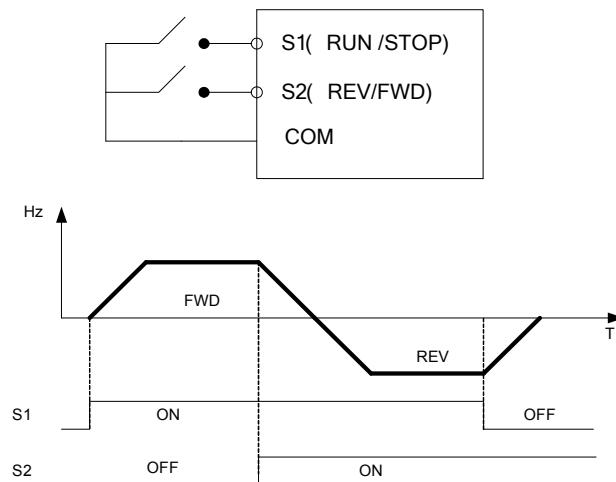 S1( RUN /STOP)
S2( REV/FWD)
COM
Hz
FWD
T
REV
S1 ON OFF
S2 OFF ON